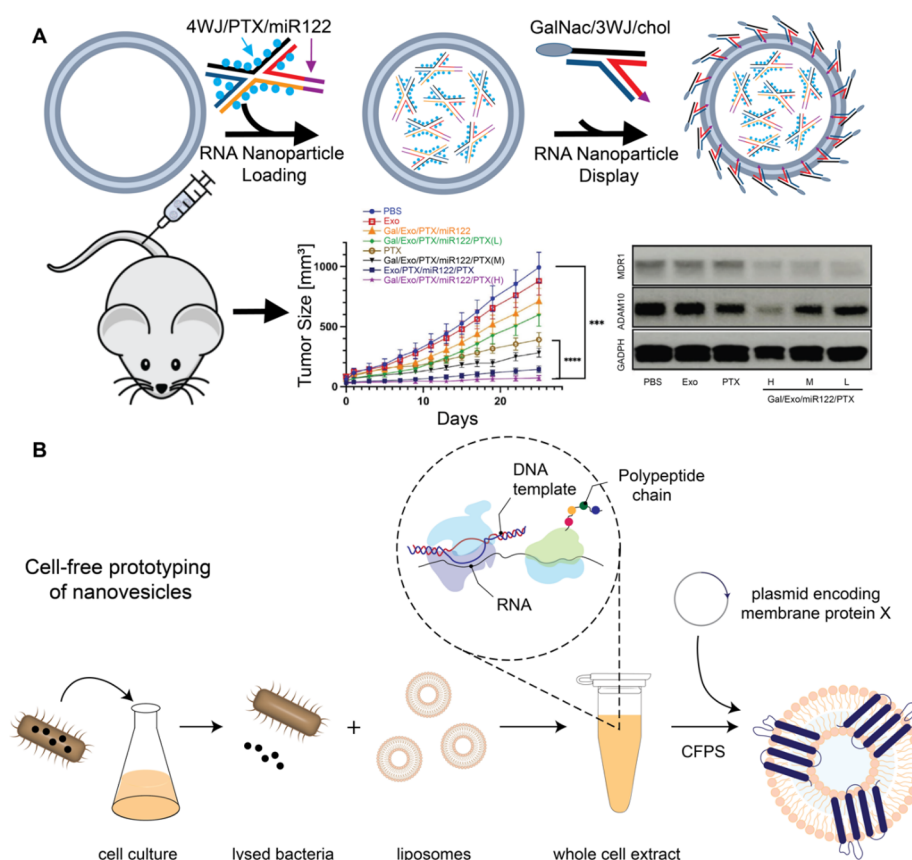 A
4WJ/PTX/miR122
GalNac/3WJ/chol
RNA Nanoparticle
Loading
RNA Nanoparticle
Display
PBS
Exo
Gal/Exo/PTX/miR122
Gal/Exo/PTX/miR122/PTX(L)
PTX
Gal/Exo/PTX/miR122/PTX(M)
Exo/PTX/miR122/PTX
Gal/Exo/PTX/miR122/PTX(H)
Tumor Size [mm³]
1000
500
0
0
10
20
Days
***
****
MDR1
ADAM10
GADPH
PBS
Exo
PTX
H
M
L
Gal/Exo/miR122/PTX
B
Cell-free prototyping
of nanovesicles
DNA
template
Polypeptide
chain
RNA
plasmid encoding
membrane protein X
+
CFPS
cell culture
lysed bacteria
liposomes
whole cell extract